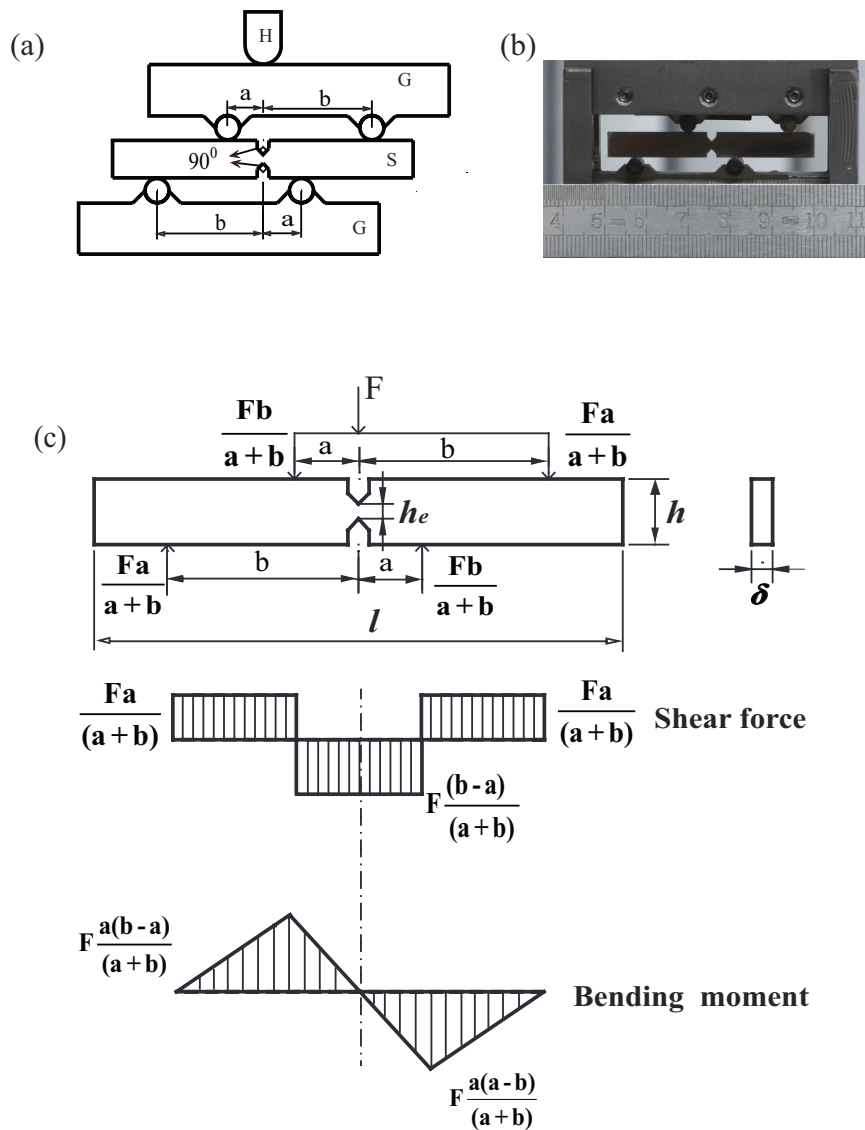 (a)
H
G
a
b
90⁰
S
b
a
G
(b)
4 5 6 7 8 9 10 11
(c)
F
Fb
a+b
a
b
Fa
a+b
hₑ
h
Fa
a+b
b
a
Fb
a+b
δ
l
Fa
(a+b)
Fa
(a+b)
Shear force
F (b-a)
(a+b)
F a(b-a)
(a+b)
Bending moment
F a(a-b)
(a+b)